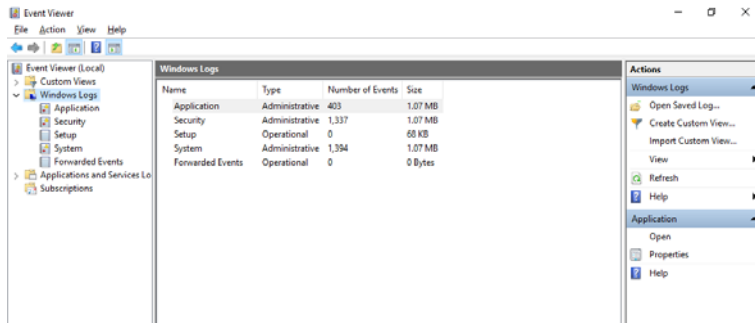 Event Viewer
File Action View Help
Event Viewer (Local)
Custom Views
Windows Logs
Application
Security
Setup
System
Forwarded Events
Applications and Services Lo
Subscriptions
Windows Logs
Name Type Number of Events Size
Application Administrative 403 1.07 MB
Security Administrative 1,337 1.07 MB
Setup Operational 0 68 KB
System Administrative 1,394 1.07 MB
Forwarded Events Operational 0 0 Bytes
Actions
Windows Logs
Open Saved Log...
Create Custom View...
Import Custom View...
View
Refresh
Help
Application
Open
Properties
Help